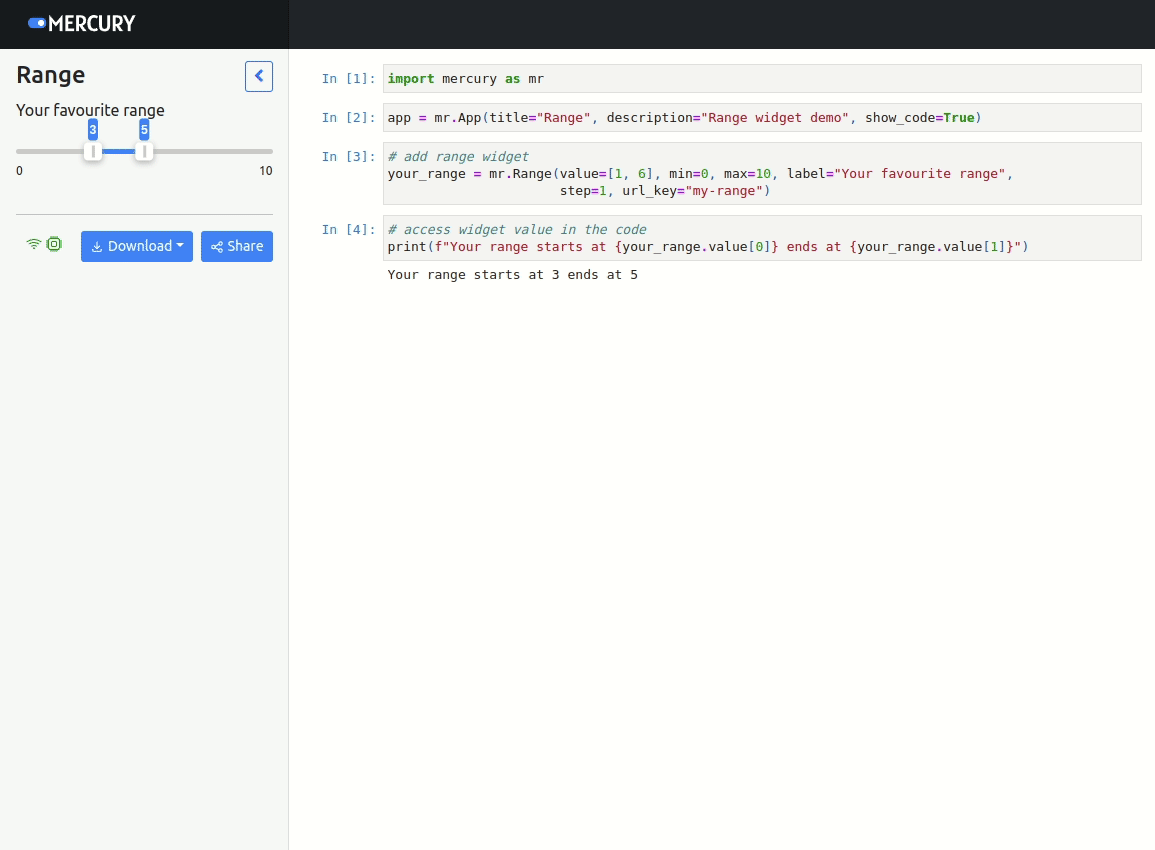 MERCURY
Range
Your favourite range
3 5
0 10
Download Share
In [1]: import mercury as mr
In [2]: app = mr.App(title="Range", description="Range widget demo", show_code=True)
In [3]: # add range widget
your_range = mr.Range(value=[1, 6], min=0, max=10, label="Your favourite range",
step=1, url_key="my-range")
In [4]: # access widget value in the code
print(f"Your range starts at {your_range.value[0]} ends at {your_range.value[1]}")
Your range starts at 3 ends at 5